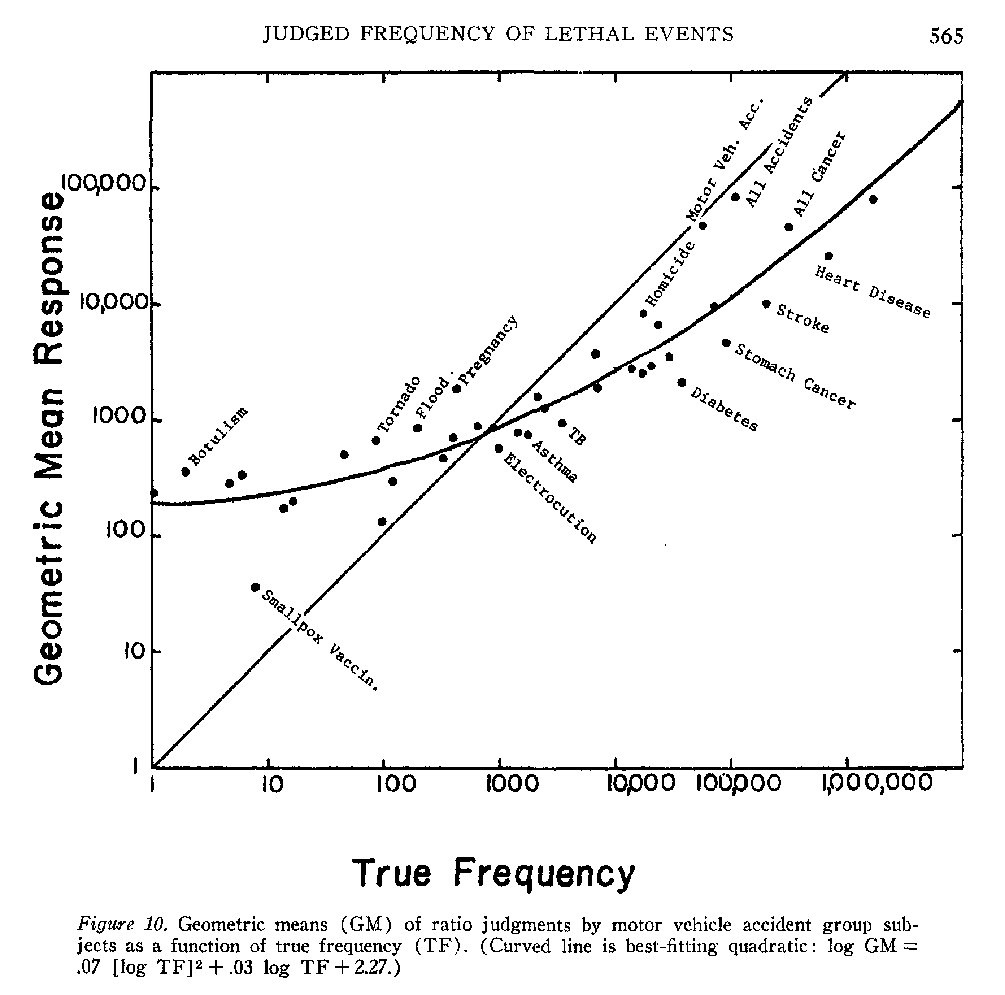 JUDGED FREQUENCY OF LETHAL EVENTS 565
Geometric Mean Response
100,000
10,000
1000
100
10
1
Botulism
Tornado
Flood
Pregnancy
Smallpox Vaccin.
Electrocution
Asthma
TB
Homicide
Motor Veh. Acc.
All Accidents
All Cancer
Heart Disease
Stroke
Stomach Cancer
Diabetes
1 10 100 1000 10,000 100,000 1,000,000
True Frequency
Figure 10. Geometric means (GM) of ratio judgments by motor vehicle accident group sub-
jects as a function of true frequency (TF). (Curved line is best-fitting quadratic: log GM =
.07 [log TF]² + .03 log TF + 2.27.)